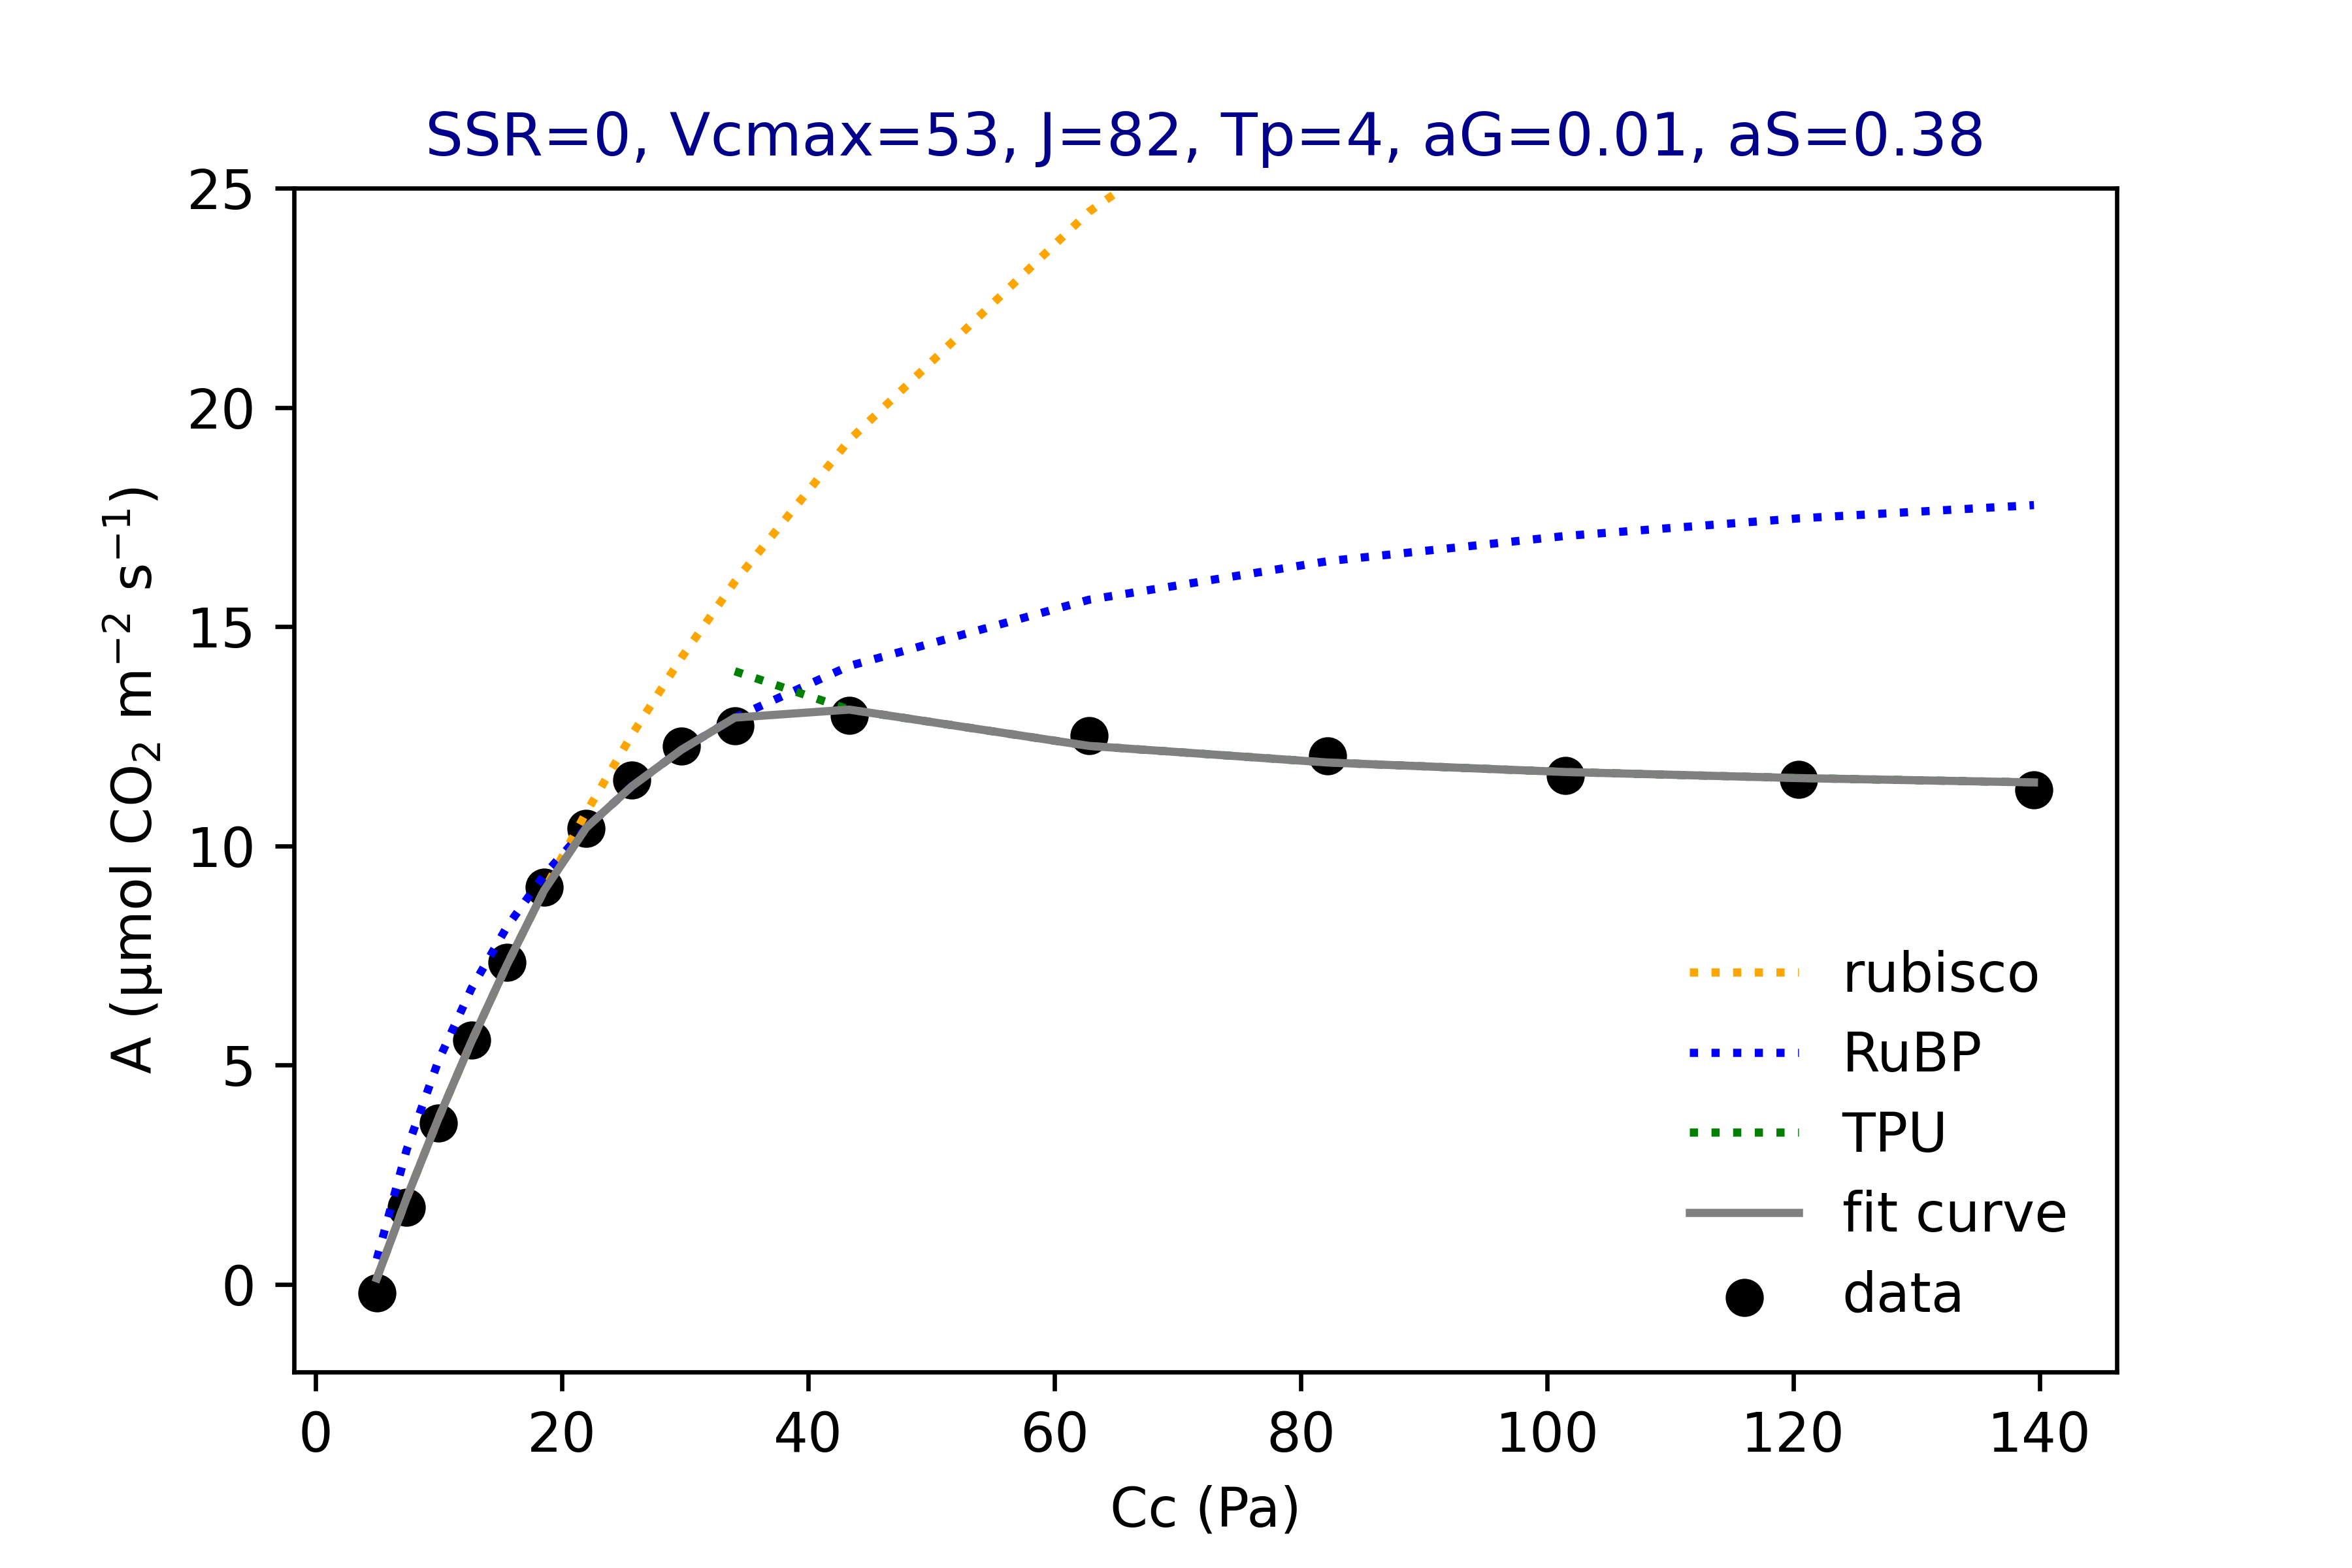 SSR=0, Vcmax=53, J=82, Tp=4, aG=0.01, aS=0.38
25
20
15
10
5
0
A (µmol CO₂ m⁻² s⁻¹)
rubisco
RuBP
TPU
fit curve
data
0 20 40 60 80 100 120 140
Cc (Pa)